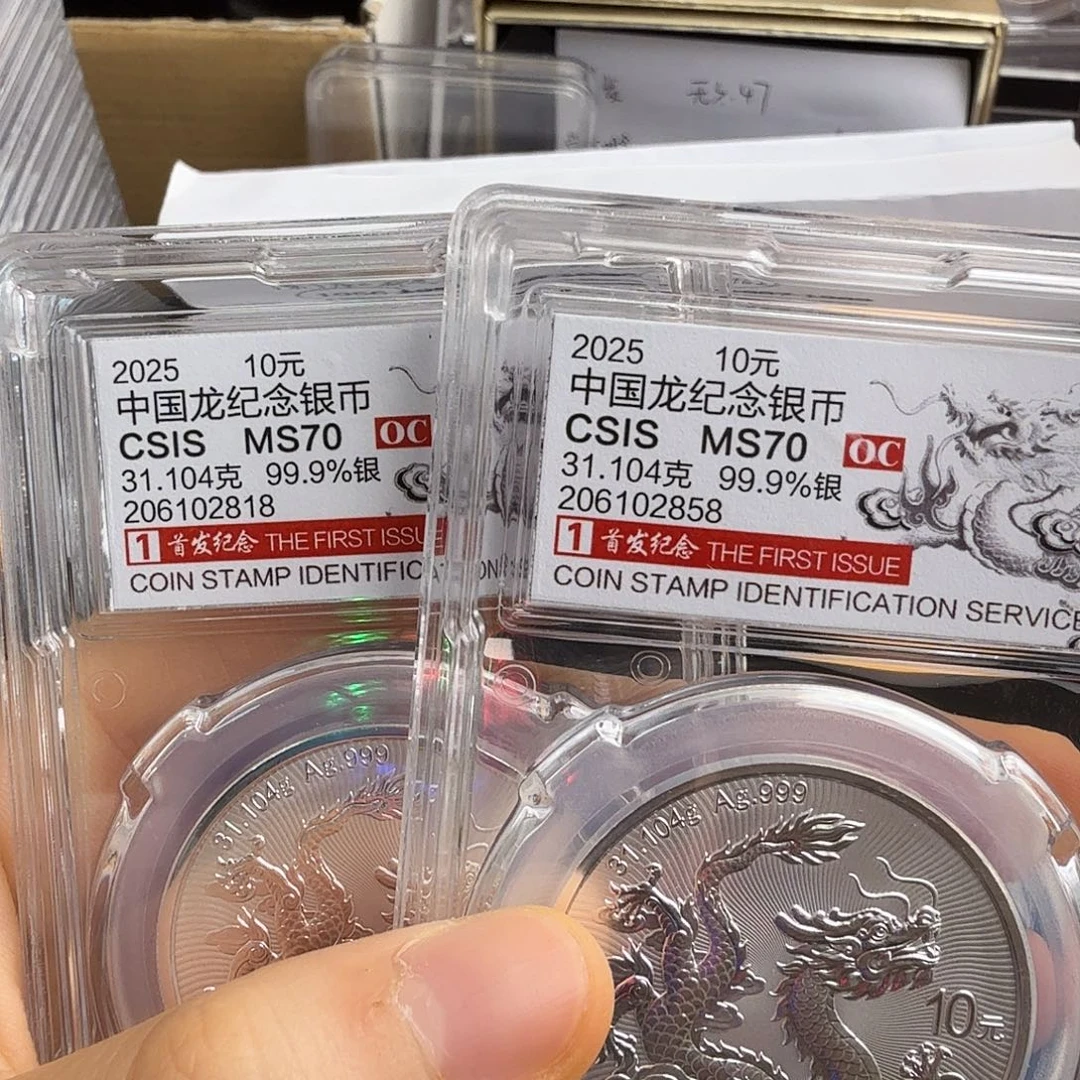 元5.47
2025 10元
中国龙纪念银币
CSIS MS70 OC
31.104克 99.9%银
206102818
1 首发纪念 THE FIRST ISSU
COIN STAMP IDENTIFICATION
31.104g Ag.999
2025 10元
中国龙纪念银币
CSIS MS70 OC
31.104克 99.9%银
206102858
1 首发纪念 THE FIRST ISSUE
COIN STAMP IDENTIFICATION SERVICE
31.104g Ag.999
10元